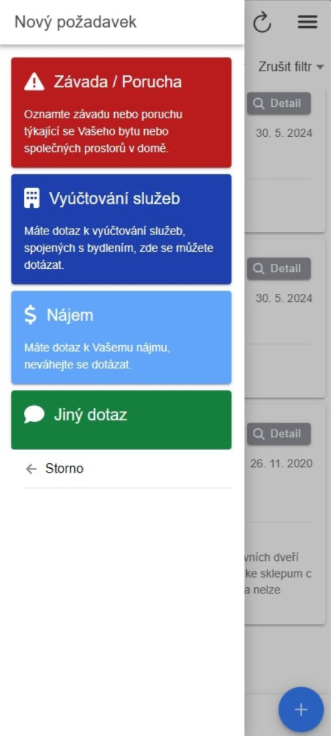 Nový požadavek
Závada / Porucha
Oznamte závadu nebo poruchu
týkající se Vašeho bytu nebo
společných prostorů v domě.
Vyúčtování služeb
Máte dotaz k vyúčtování služeb,
spojených s bydlením, zde se můžete
dotázat.
Nájem
Máte dotaz k Vašemu nájmu,
neváhejte se dotázat.
Jiný dotaz
Storno
Zrušit filtr
Detail
30. 5. 2024
Detail
30. 5. 2024
Detail
26. 11. 2020
vních dveří
ke sklepum c
a nelze